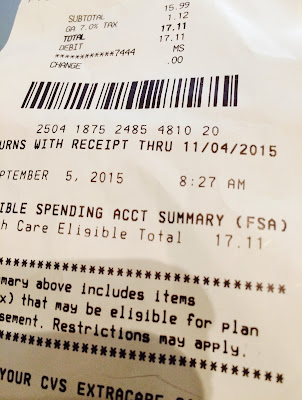 15.99
SUBTOTAL 1.12
GA 7.0% TAX 17.11
TOTAL 17.11
DEBIT
***********7444 MS
CHANGE .00
2504 1875 2485 4810 20
URNS WITH RECEIPT THRU 11/04/2015
PTEMBER 5, 2015 8:27 AM
IBLE SPENDING ACCT SUMMARY (FSA)
h Care Eligible Total 17.11
******************************
mary above includes items
x) that may be eligible for plan
sement. Restrictions may apply.
******************************
YOUR CVS EXTRACARE